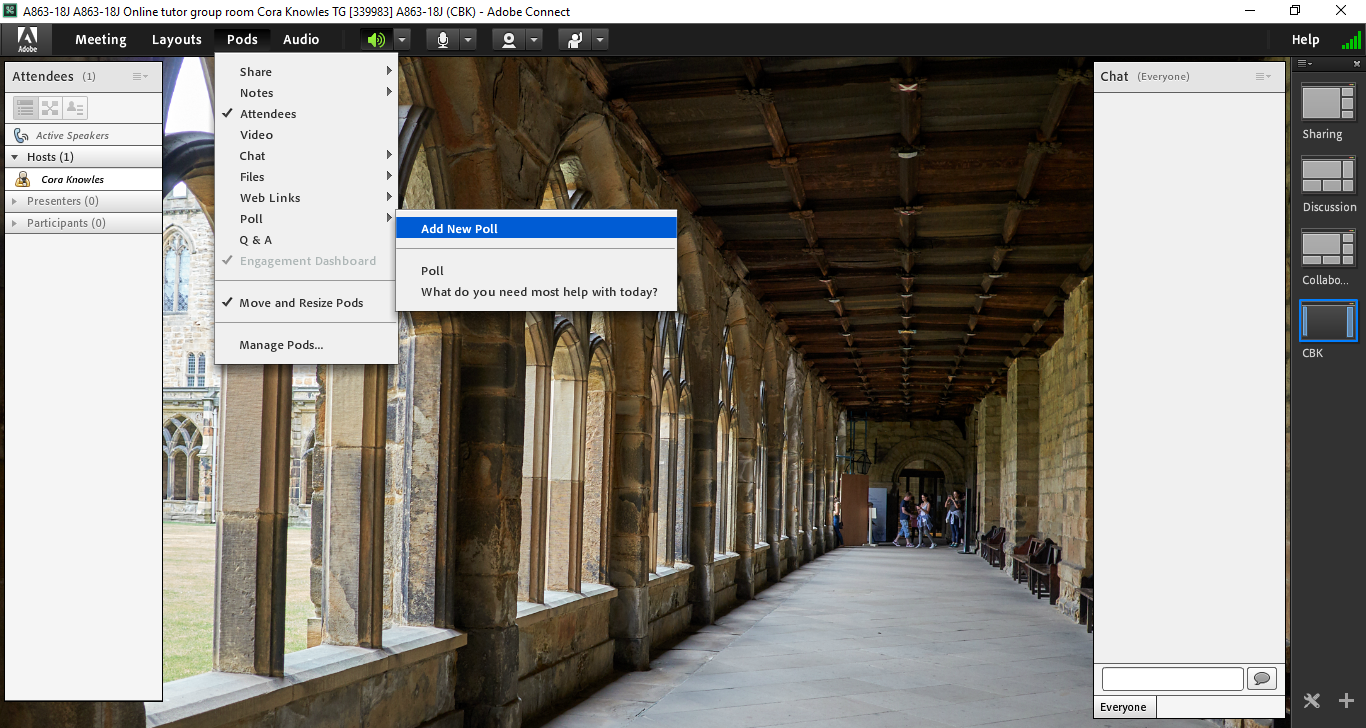 A863-18J A863-18J Online tutor group room Cora Knowles TG [339983] A863-18J (CBK) - Adobe Connect
Adobe
Meeting
Layouts
Pods
Audio
Help
Attendees (1)
Active Speakers
Hosts (1)
Cora Knowles
Presenters (0)
Participants (0)
Share
Notes
Attendees
Video
Chat
Files
Web Links
Poll
Q & A
Engagement Dashboard
Move and Resize Pods
Manage Pods...
Add New Poll
Poll
What do you need most help with today?
Chat (Everyone)
Everyone
Sharing
Discussion
Collabo...
CBK